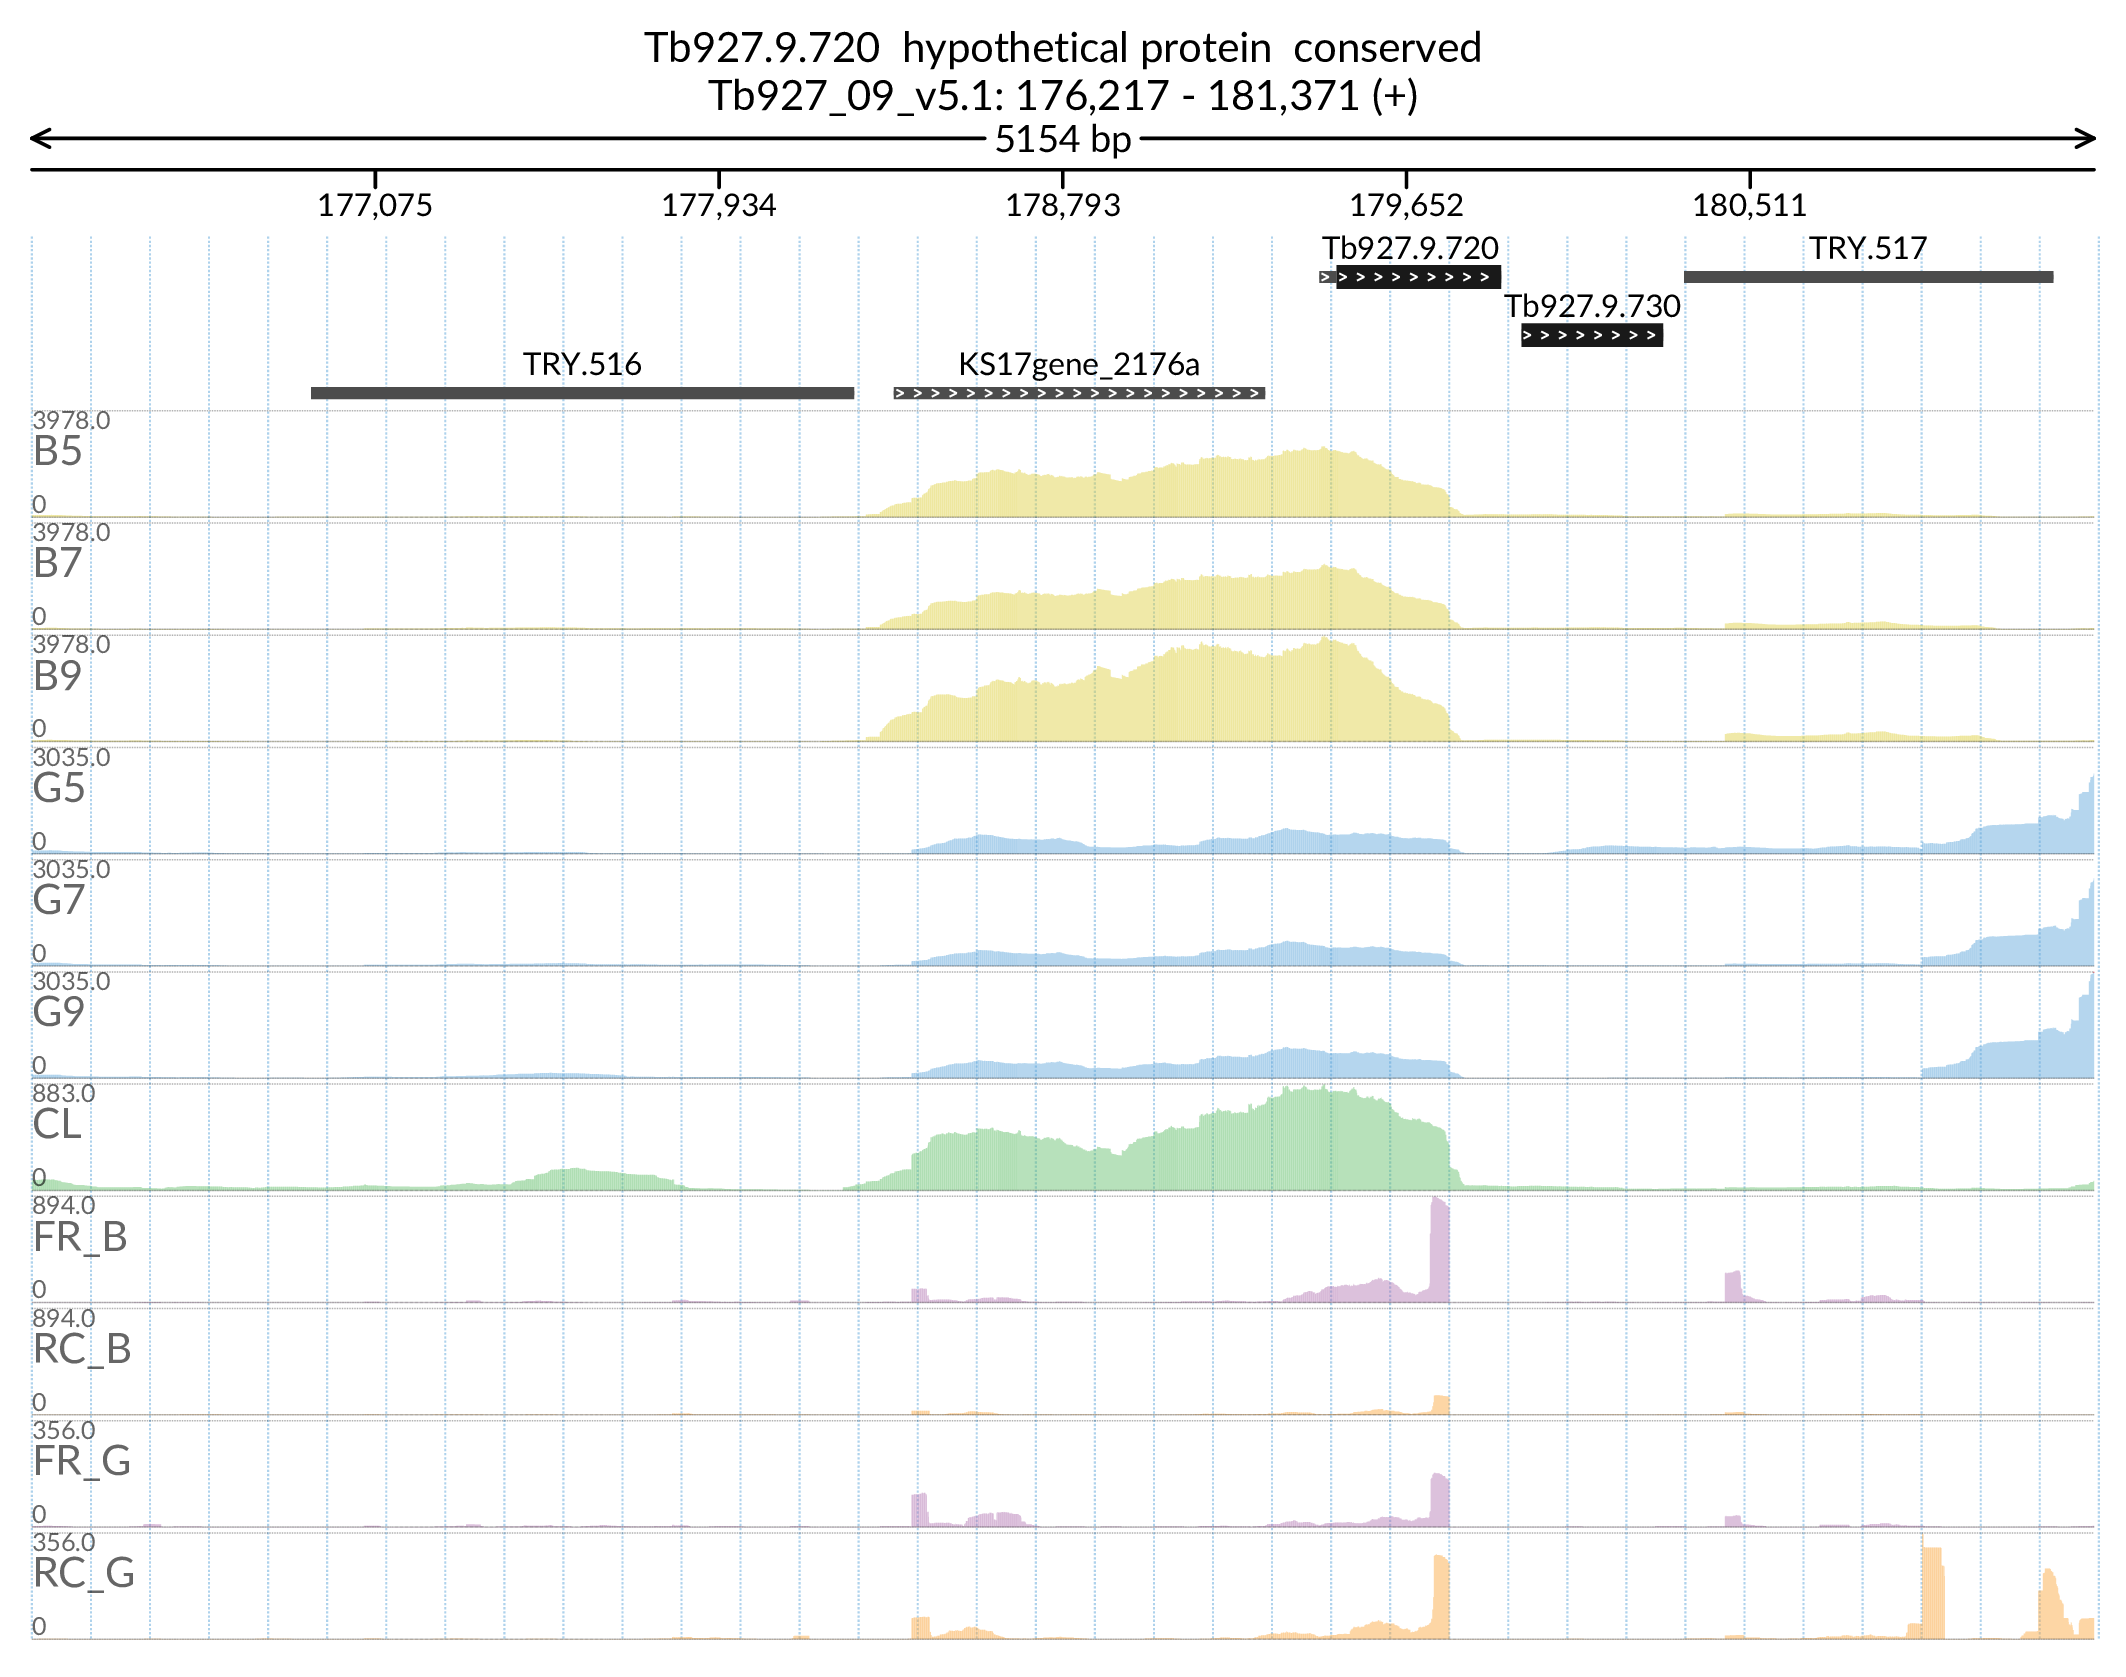 Tb927.9.720  hypothetical protein  conserved
Tb927_09_v5.1: 176,217 - 181,371 (+)
5154 bp
177,075 177,934 178,793 179,652 180,511
Tb927.9.720 TRY.517
Tb927.9.730
TRY.516 KS17gene_2176a
3978.0
B5
0
3978.0
B7
0
3978.0
B9
0
3035.0
G5
0
3035.0
G7
0
3035.0
G9
0
883.0
CL
0
894.0
FR_B
0
894.0
RC_B
0
356.0
FR_G
0
356.0
RC_G
0